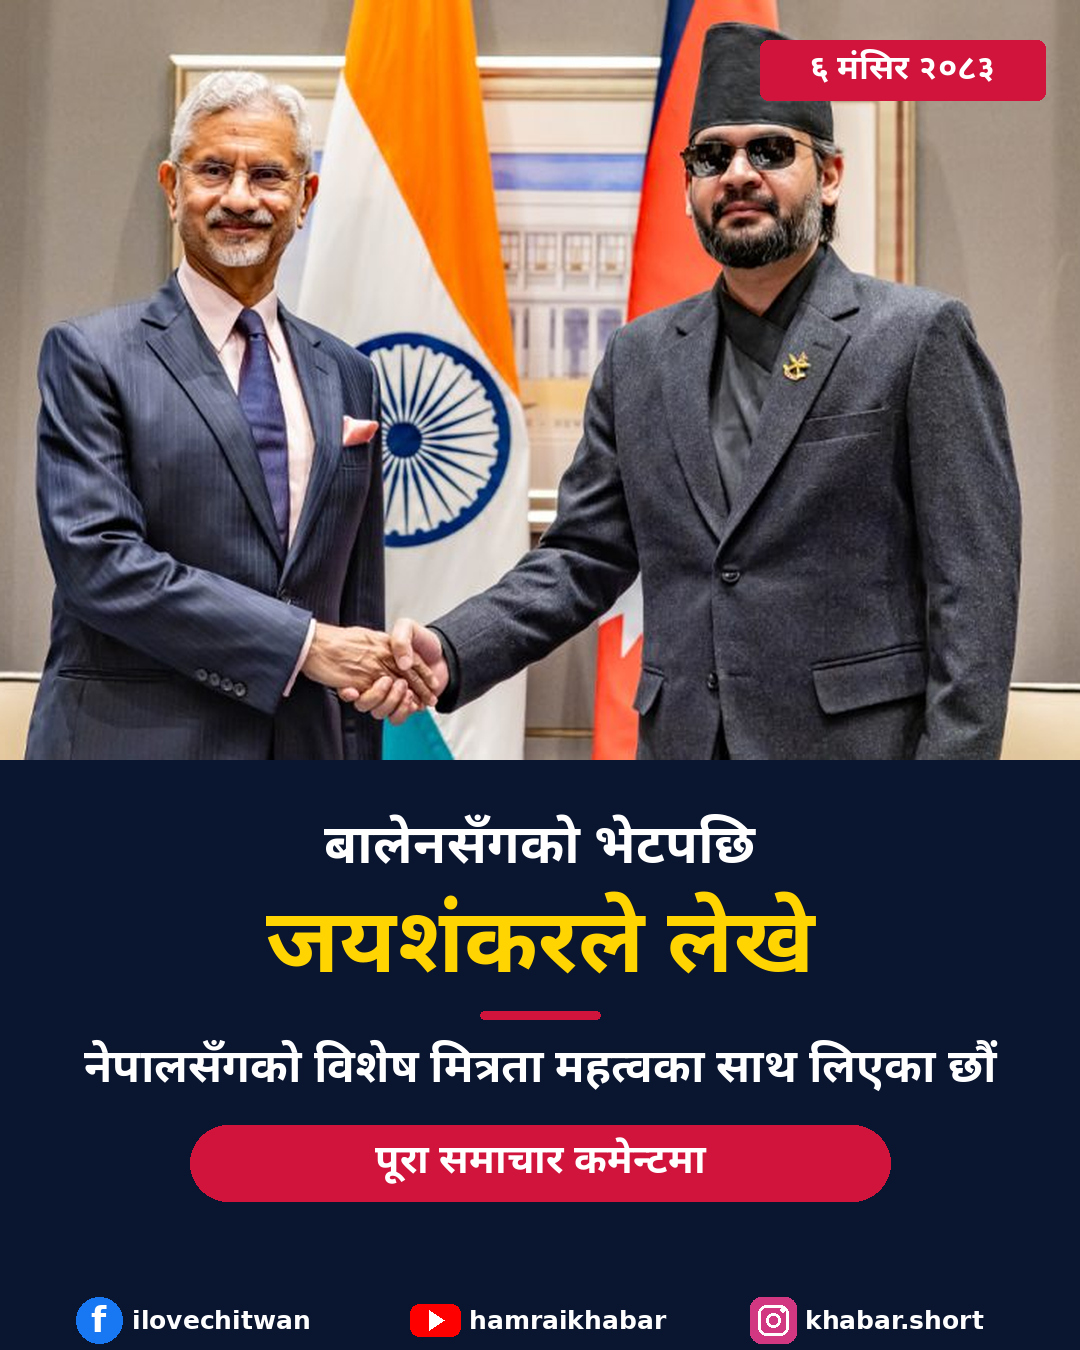 ६ मंसिर २०८३
बालेनसँगको भेटपछि
जयशंकरले लेखे
नेपालसँगको विशेष मित्रता महत्वका साथ लिएका छौं
पूरा समाचार कमेन्टमा
ilovechitwan
hamraikhabar
khabar.short